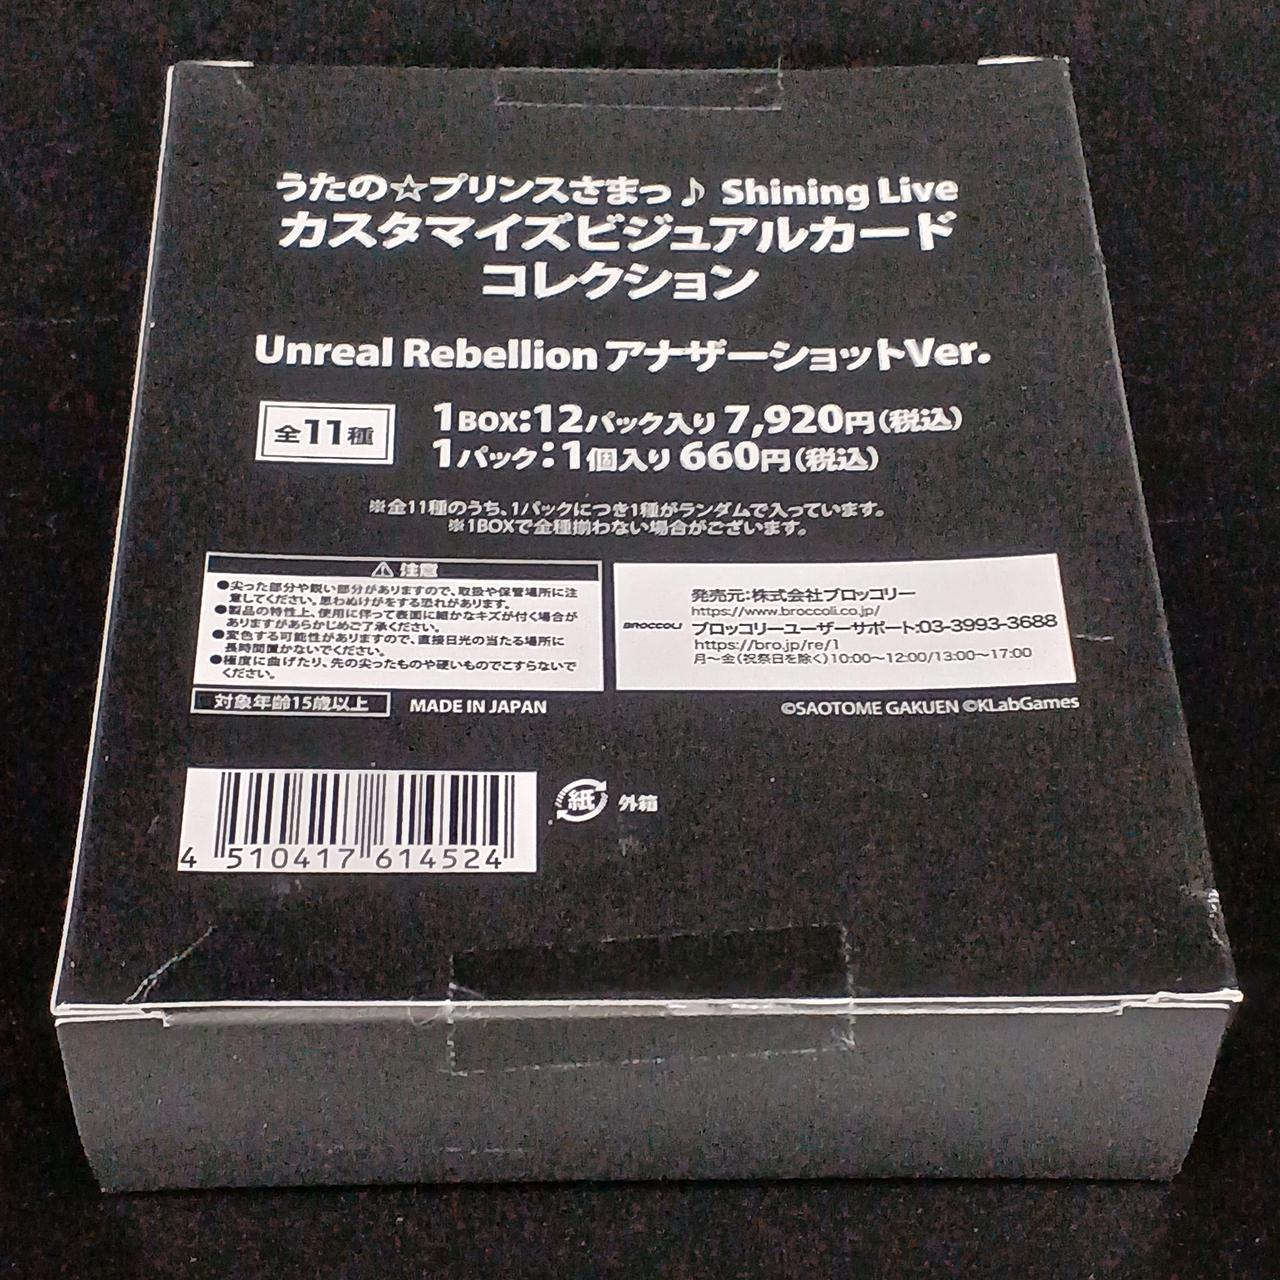 うたの☆プリンスさまっ♪ Shining Live
カスタマイズビジュアルカード
コレクション
Unreal Rebellion アナザーショットVer.
全11種
1BOX:12パック入り 7,920円(税込)
1パック:1個入り 660円(税込)
※全11種のうち、1パックにつき1種がランダムで入っています。
※1BOXで全種揃わない場合がございます。
⚠ 注意
●尖った部分や鋭い部分がありますので、取扱や保管場所に注
意してください。思わぬけがをする恐れがあります。
●製品の特性上、使用に伴って表面に細かなキズが付く場合が
ありますがあらかじめご了承ください。
●変色する可能性がありますので、直接日光の当たる場所に
長時間置かないでください。
●極度に曲げたり、先の尖ったものや硬いものでこすらないで
ください。
BROCCOLI
発売元:株式会社ブロッコリー
https://www.broccoli.co.jp/
ブロッコリーユーザーサポート:03-3993-3688
https://bro.jp/re/1
月〜金(祝祭日を除く)10:00〜12:00/13:00〜17:00
対象年齢15歳以上
MADE IN JAPAN
©SAOTOME GAKUEN ©KLabGames
4 510417 614524
紙 外箱